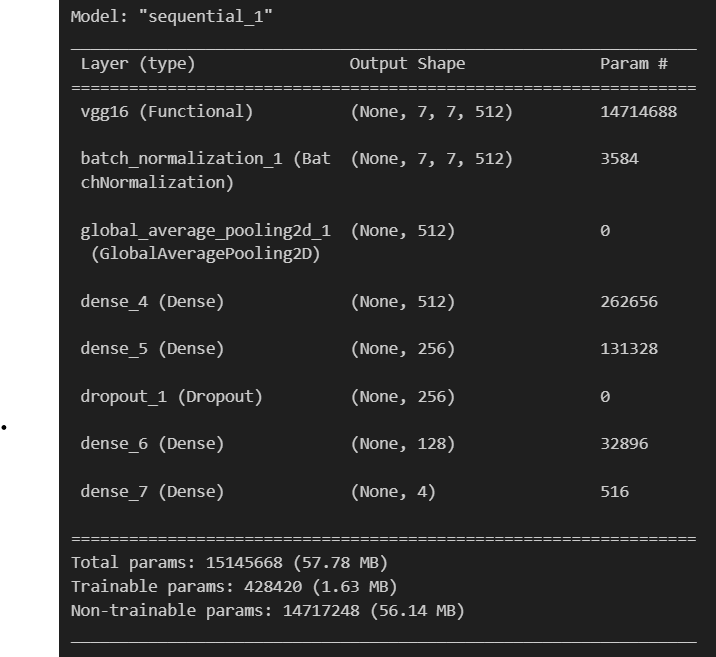 Model: "sequential_1"
Layer (type) Output Shape Param #
=================================================================
vgg16 (Functional) (None, 7, 7, 512) 14714688
batch_normalization_1 (Bat (None, 7, 7, 512) 3584
chNormalization)
global_average_pooling2d_1 (None, 512) 0
(GlobalAveragePooling2D)
dense_4 (Dense) (None, 512) 262656
dense_5 (Dense) (None, 256) 131328
dropout_1 (Dropout) (None, 256) 0
dense_6 (Dense) (None, 128) 32896
dense_7 (Dense) (None, 4) 516
=================================================================
Total params: 15145668 (57.78 MB)
Trainable params: 428420 (1.63 MB)
Non-trainable params: 14717248 (56.14 MB)